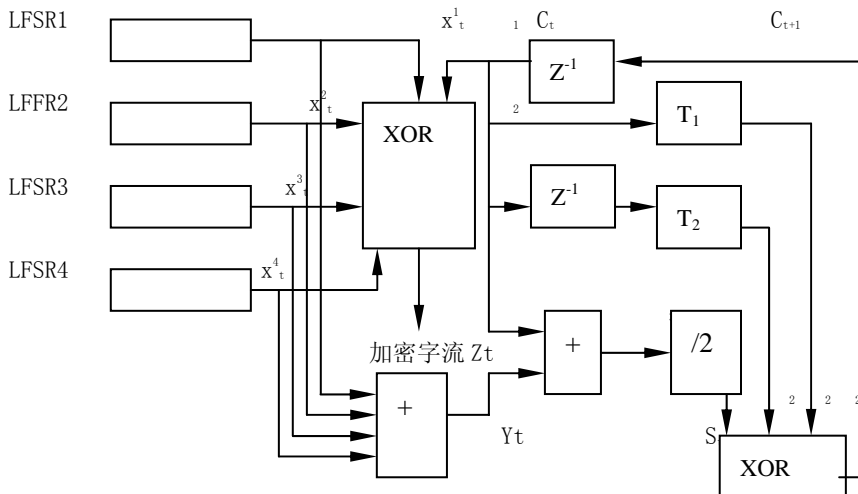 LFSR1
x¹ₜ
1
Cₜ
Cₜ₊₁
Z⁻¹
LFFR2
x²ₜ
XOR
2
T₁
LFSR3
x³ₜ
Z⁻¹
T₂
LFSR4
x⁴ₜ
加密字流 Zt
+
/2
+
Yt
S
2
2
2
XOR